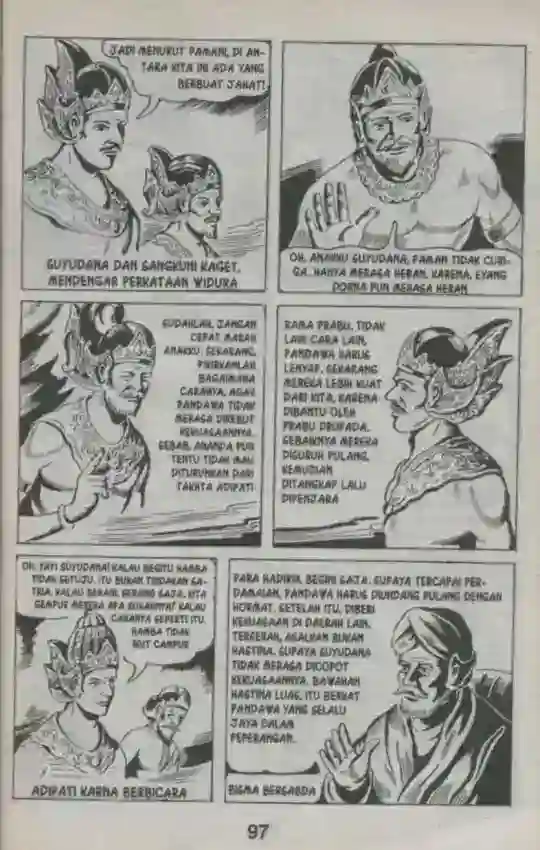 JADI MENURUT PAMAN, DI AN-
TARA KITA INI ADA YANG
BERBUAT JAHAT!
SUYUDANA DAN SANGKUNI KAGET,
MENDENGAR PERKATAAN WIDURA
OH, ANAKKU SUYUDANA, PAMAN TIDAK CURI-
GA. HANYA MERASA HERAN. KARENA, EYANG
DORNA PUN MERASA HERAN
SUDAHLAH, JANGAN
CEPAT MARAH
ANAKKU. SEKARANG,
PIKIRKANLAH
BAGAIMANA
CARANYA, AGAR
PANDAWA TIDAK
MERASA DIREBUT
KEKUASAANNYA.
SEBAB, ANANDA PUN
TENTU TIDAK MAU
DITURUNKAN DARI
TAKHTA ADIPATI
RAMA PRABU, TIDAK
LAIN CARA LAIN,
PANDAWA HARUS
LENYAP. SEKARANG
MEREKA LEBIH KUAT
DARI KITA, KARENA
DIBANTU OLEH
PRABU DRUPADA.
SEBAIKNYA MEREKA
DISURUH PULANG,
KEMUDIAN
DITANGKAP LALU
DIPENJARA
OH, YAYI SUYUDANA! KALAU BEGITU HAMBA
TIDAK SETUJU. ITU BUKAN TINDAKAN SA-
TRIA. KALAU BERANI, SERANG SAJA. KITA
GEMPUR MEREKA APA SUSAHNYA? KALAU
CARANYA SEPERTI ITU,
HAMBA TIDAK
IKUT CAMPUR
ADIPATI KARNA BERBICARA
PARA HADIRIN, BEGINI SAJA. SUPAYA TERCAPAI PER-
DAMAIAN, PANDAWA HARUS DIUNDANG PULANG DENGAN
HORMAT. SETELAH ITU, DIBERI
KEKUASAAN DI DAERAH LAIN.
TERSERAH, ASALKAN BUKAN
HASTINA. SUPAYA SUYUDANA
TIDAK MERASA DICOPOT
KEKUASAANNYA. BAWAHAN
HASTINA LUAS. ITU BERKAT
PANDAWA YANG SELALU
JAYA DALAM
PEPERANGAN.
BISMA BERSABDA
97